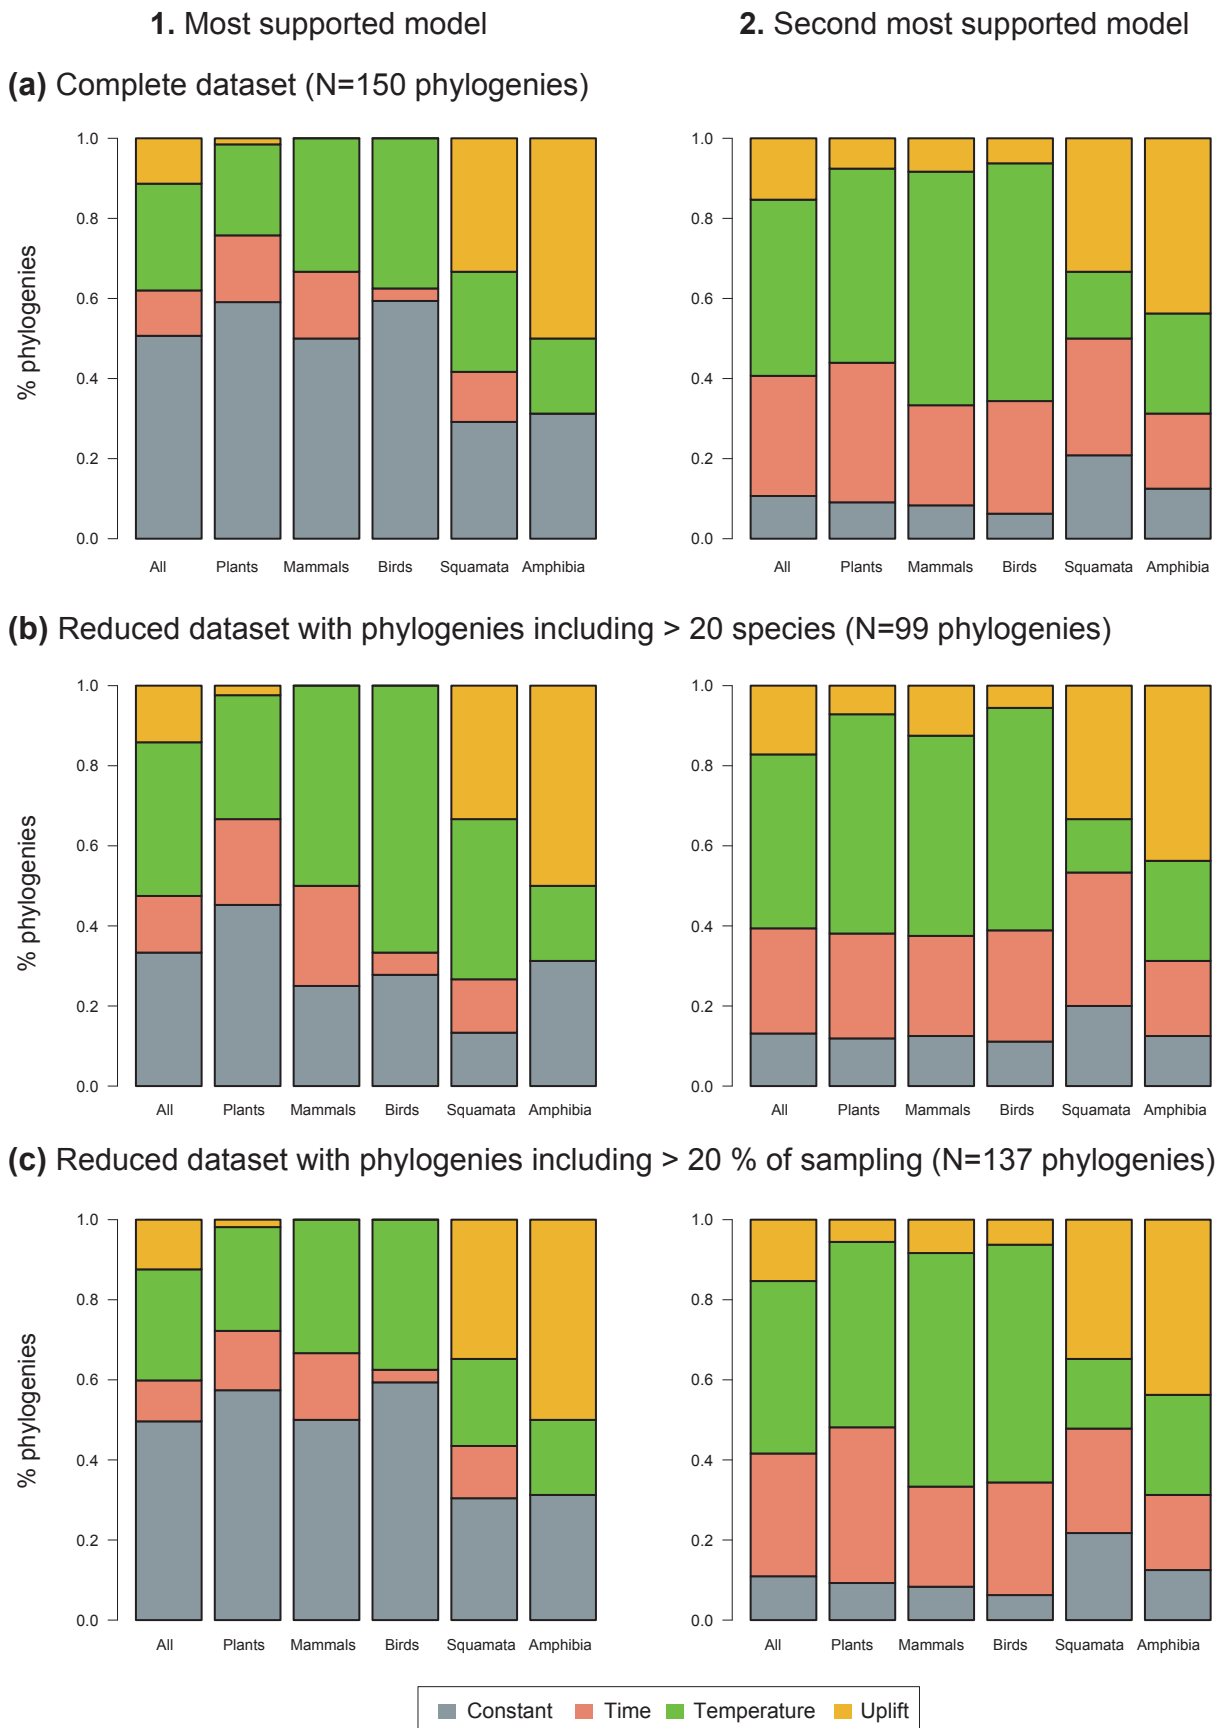 1. Most supported model
2. Second most supported model
(a) Complete dataset (N=150 phylogenies)
% phylogenies
1.0
0.8
0.6
0.4
0.2
0.0
All Plants Mammals Birds Squamata Amphibia
1.0
0.8
0.6
0.4
0.2
0.0
All Plants Mammals Birds Squamata Amphibia
(b) Reduced dataset with phylogenies including > 20 species (N=99 phylogenies)
% phylogenies
1.0
0.8
0.6
0.4
0.2
0.0
All Plants Mammals Birds Squamata Amphibia
1.0
0.8
0.6
0.4
0.2
0.0
All Plants Mammals Birds Squamata Amphibia
(c) Reduced dataset with phylogenies including > 20 % of sampling (N=137 phylogenies)
% phylogenies
1.0
0.8
0.6
0.4
0.2
0.0
All Plants Mammals Birds Squamata Amphibia
1.0
0.8
0.6
0.4
0.2
0.0
All Plants Mammals Birds Squamata Amphibia
Constant Time Temperature Uplift